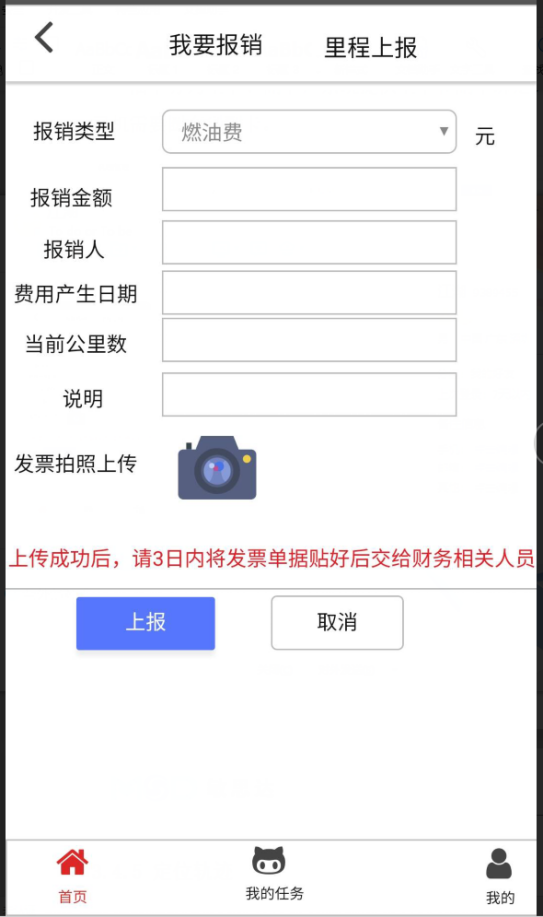 我要报销 里程上报
报销类型 燃油费 ▼ 元
报销金额
报销人
费用产生日期
当前公里数
说明
发票拍照上传
上传成功后，请3日内将发票单据贴好后交给财务相关人员
上报 取消
首页 我的任务 我的